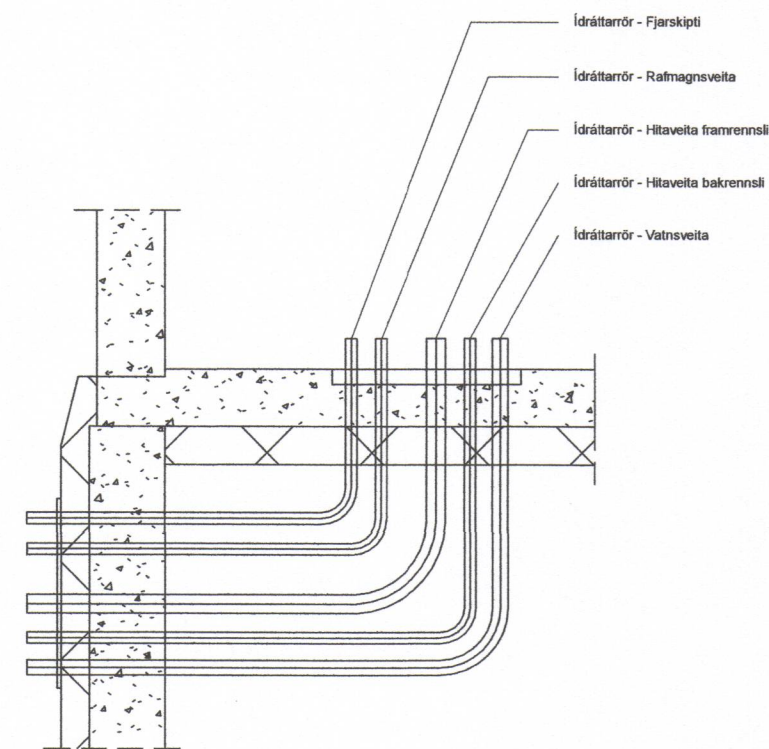 Ídráttarrör - Fjarskipti
Ídráttarrör - Rafmagnsveita
Ídráttarrör - Hitaveita framrennsli
Ídráttarrör - Hitaveita bakrennsli
Ídráttarrör - Vatnsveita